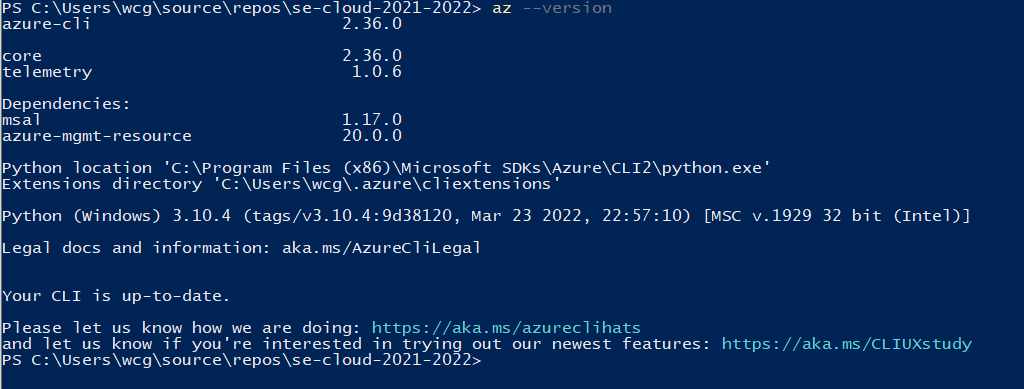 PS C:\Users\wcg\source\repos\se-cloud-2021-2022> az --version
azure-cli 2.36.0
core 2.36.0
telemetry 1.0.6
Dependencies:
msal 1.17.0
azure-mgmt-resource 20.0.0
Python location 'C:\Program Files (x86)\Microsoft SDKs\Azure\CLI2\python.exe'
Extensions directory 'C:\Users\wcg\.azure\cliextensions'
Python (Windows) 3.10.4 (tags/v3.10.4:9d38120, Mar 23 2022, 22:57:10) [MSC v.1929 32 bit (Intel)]
Legal docs and information: aka.ms/AzureCliLegal
Your CLI is up-to-date.
Please let us know how we are doing: https://aka.ms/azureclihats
and let us know if you're interested in trying out our newest features: https://aka.ms/CLIUXstudy
PS C:\Users\wcg\source\repos\se-cloud-2021-2022>